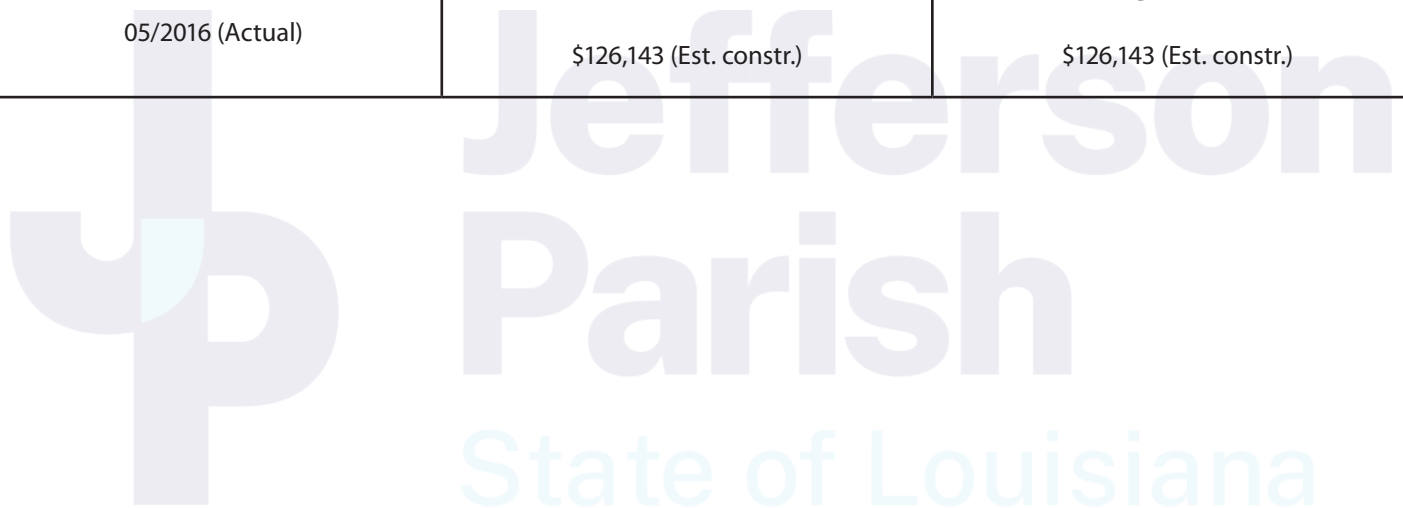 05/2016 (Actual)
$126,143 (Est. constr.)
$126,143 (Est. constr.)
Jefferson
Parish
State of Louisiana